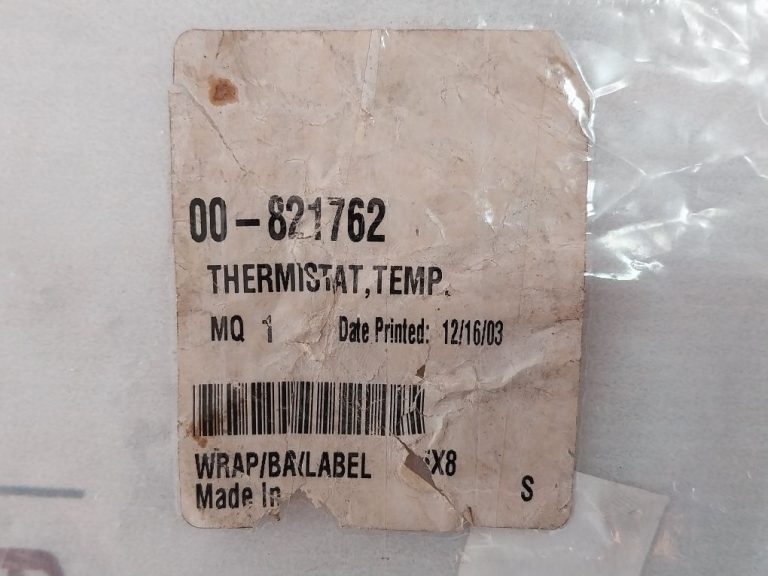 00-821762
THERMISTAT,TEMP.
MQ 1 Date Printed: 12/16/03
WRAP/BA/LABEL X8
Made In
S